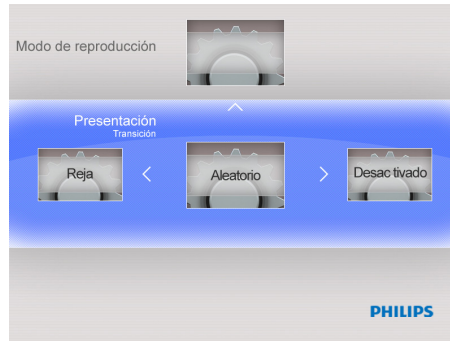 Modo de reproducción
Presentación
Transición
Reja
Aleatorio
Desac tivado
PHILIPS